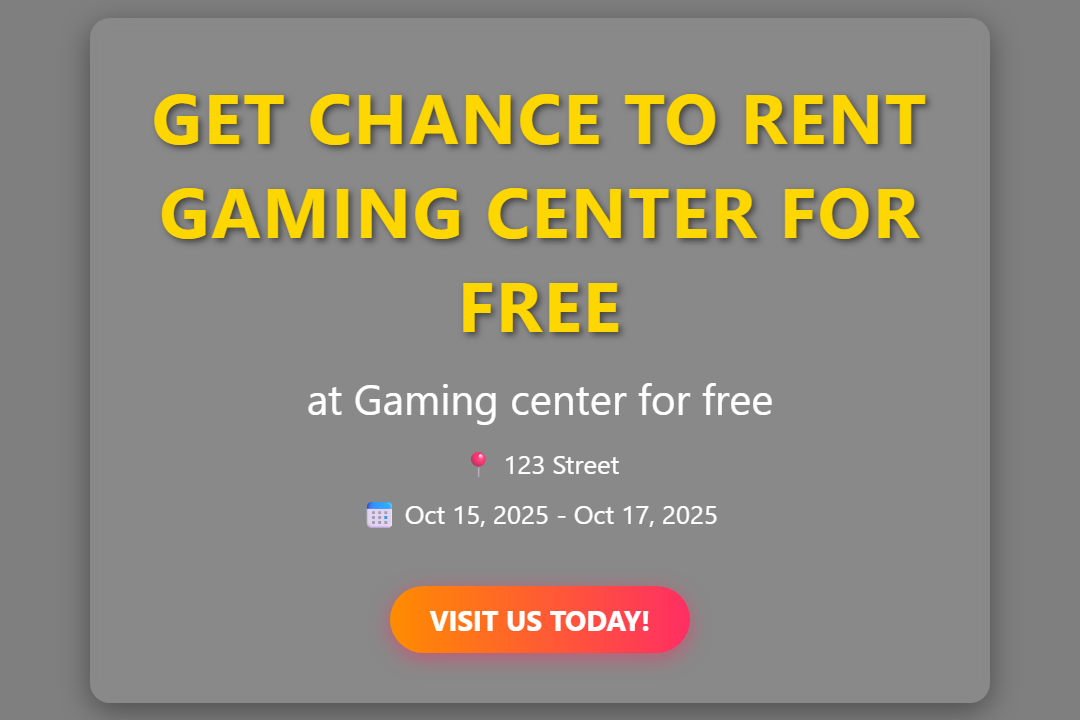 GET CHANCE TO RENT
GAMING CENTER FOR
FREE
at Gaming center for free
📍 123 Street
📅 Oct 15, 2025 - Oct 17, 2025
VISIT US TODAY!